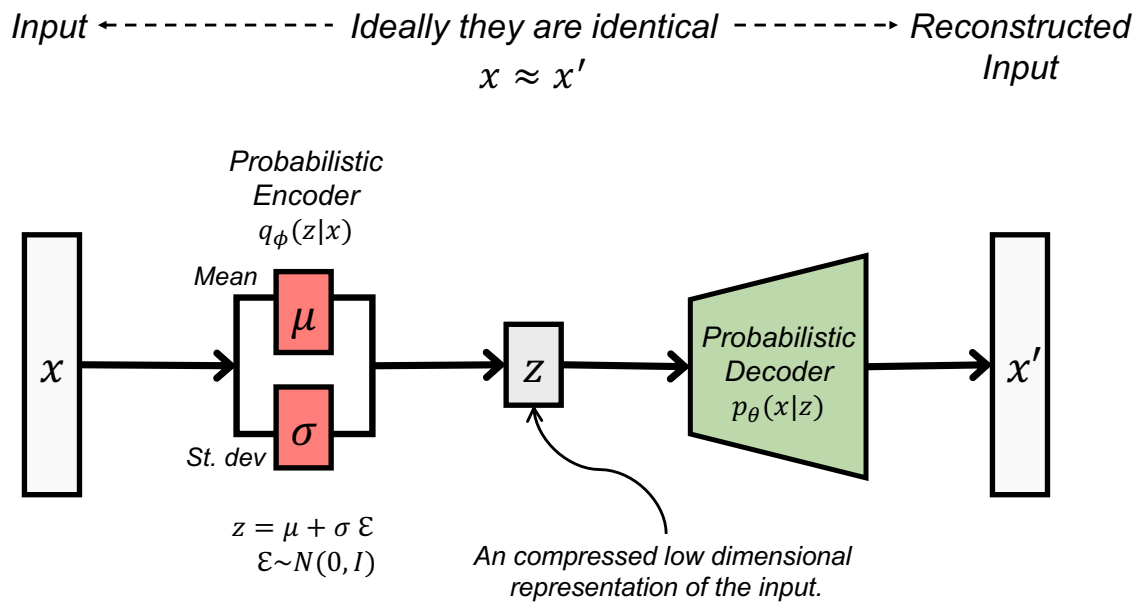 Input
Ideally they are identical
x ≈ x′
Reconstructed
Input
Probabilistic
Encoder
q_ϕ(z|x)
Mean
μ
x
z
Probabilistic
Decoder
p_θ(x|z)
x′
σ
St. dev
z = μ + σ ℇ
ℇ~N(0, I)
An compressed low dimensional
representation of the input.